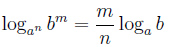 \log_{a^n} b^m = \frac{m}{n} \log_a b